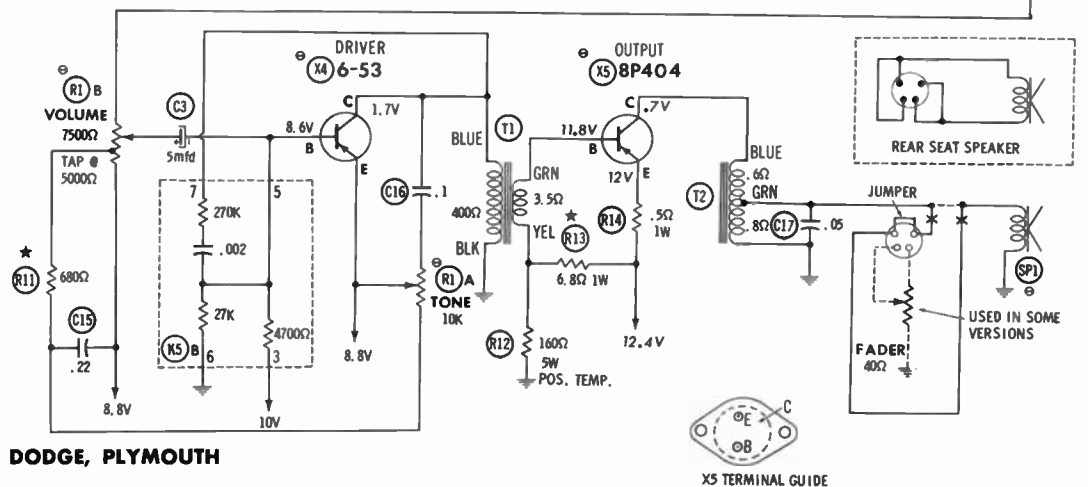 DRIVER
⊖ X4 6-53
OUTPUT
⊖ X5 8P404
⊖
R1 B
VOLUME
7500Ω
TAP @
5000Ω
C3
5mfd
8.6V
B
C
1.7V
E
BLUE
T1
GRN
3.5Ω
400Ω
YEL
BLK
11.8V
B
C
.7V
12V
E
BLUE
.6Ω
GRN
T2
.8Ω
C17
.05
JUMPER
REAR SEAT SPEAKER
7
5
270K
.002
27K
4700Ω
K5 B
6
3
C16
.1
★
R13
6.8Ω 1W
R14
.5Ω
1W
★
R11
680Ω
C15
.22
8.8V
10V
8.8V
⊖
R1 A
TONE
10K
R12
160Ω
5W
POS. TEMP.
12.4V
SP1
⊖
USED IN SOME
VERSIONS
FADER
40Ω
C
E
B
X5 TERMINAL GUIDE
DODGE, PLYMOUTH